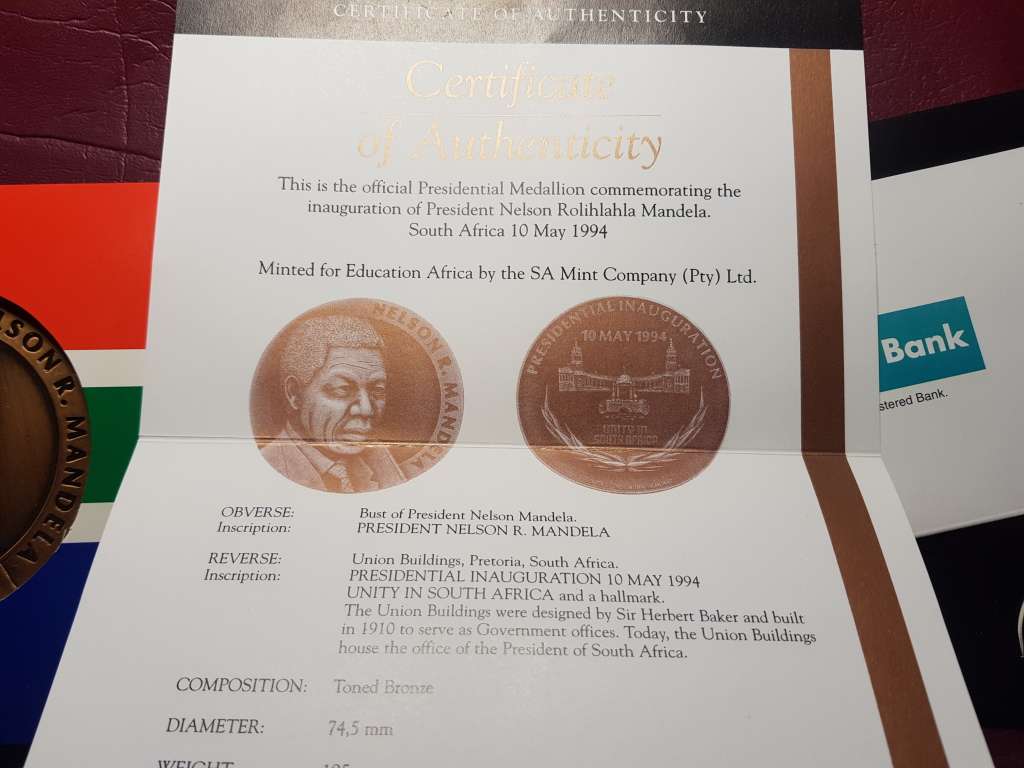 CERTIFICATE OF AUTHENTICITY
Certificate
of Authenticity
This is the official Presidential Medallion commemorating the
inauguration of President Nelson Rolihlahla Mandela.
South Africa 10 May 1994
Minted for Education Africa by the SA Mint Company (Pty) Ltd.
NELSON R. MANDELA
PRESIDENTIAL INAUGURATION
10 MAY 1994
UNITY IN
SOUTH AFRICA
OBVERSE: Bust of President Nelson Mandela.
Inscription: PRESIDENT NELSON R. MANDELA
REVERSE: Union Buildings, Pretoria, South Africa.
Inscription: PRESIDENTIAL INAUGURATION 10 MAY 1994
UNITY IN SOUTH AFRICA and a hallmark.
The Union Buildings were designed by Sir Herbert Baker and built
in 1910 to serve as Government offices. Today, the Union Buildings
house the office of the President of South Africa.
COMPOSITION: Toned Bronze
DIAMETER: 74,5 mm
WEIGHT
LSON R. MANDELA
Bank
stered Bank.